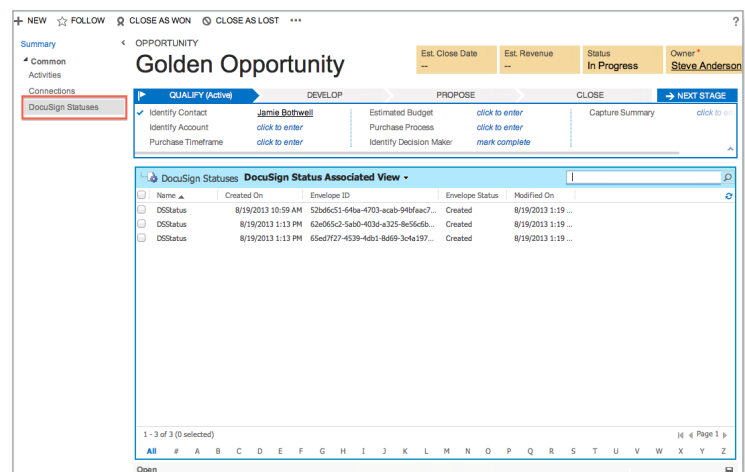 + NEW ☆ FOLLOW CLOSE AS WON CLOSE AS LOST ••• ?
Summary
Common
Activities
Connections
DocuSign Statuses
OPPORTUNITY
Golden Opportunity
Est. Close Date Est. Revenue Status Owner *
-- -- In Progress Steve Anderson
QUALIFY (Active) DEVELOP PROPOSE CLOSE → NEXT STAGE
✓ Identify Contact Jamie Bothwell Estimated Budget click to enter Capture Summary click to en
Identify Account click to enter Purchase Process click to enter
Purchase Timeframe click to enter Identify Decision Maker mark complete
DocuSign Statuses DocuSign Status Associated View
Name Created On Envelope ID Envelope Status Modified On
DSStatus 8/19/2013 10:59 AM 52bd6c51-64ba-4703-acab-94bfaac7... Created 8/19/2013 1:19 ...
DSStatus 8/19/2013 1:13 PM 62e065c2-5ab0-403d-a325-8e56c6b... Created 8/19/2013 1:19 ...
DSStatus 8/19/2013 1:13 PM 65ed7f27-4539-4db1-8d69-3c4a197... Created 8/19/2013 1:19 ...
1 - 3 of 3 (0 selected) Page 1
All # A B C D E F G H I J K L M N O P Q R S T U V W X Y Z
Open